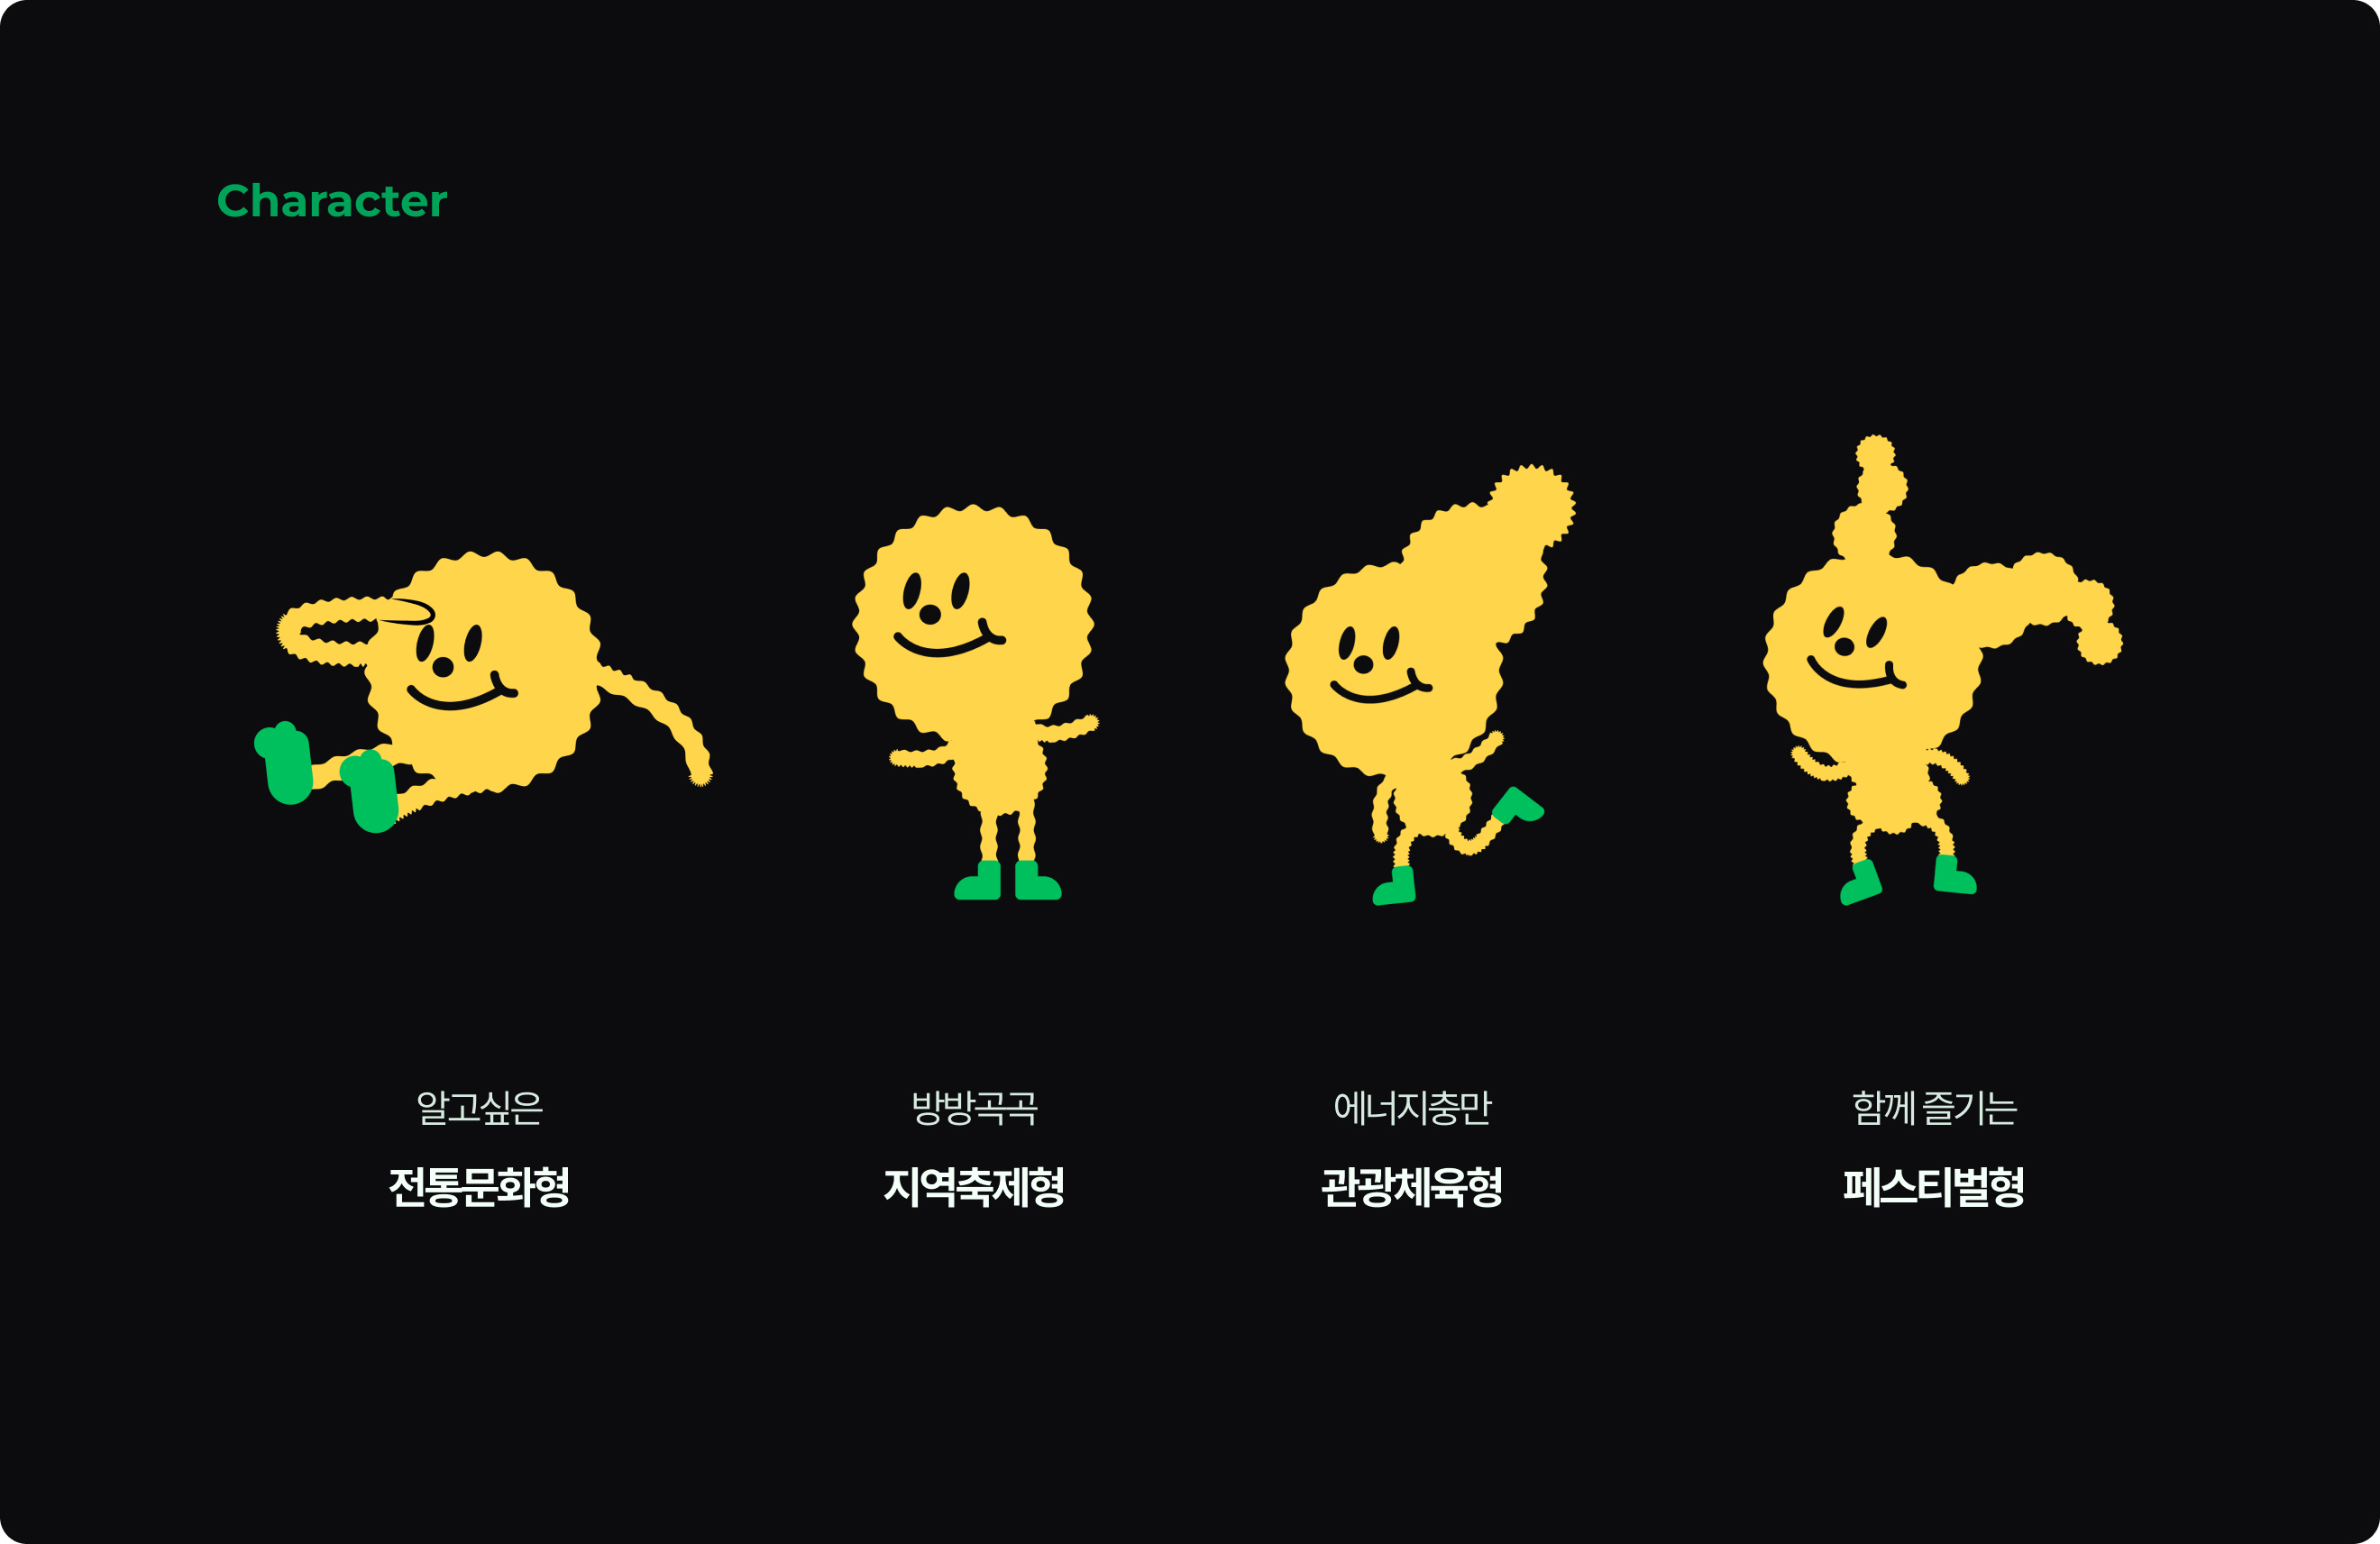 Character
알고싶은
전통문화형
방방곡곡
지역축제형
에너지충만
관광체육형
함께즐기는
페스티벌형